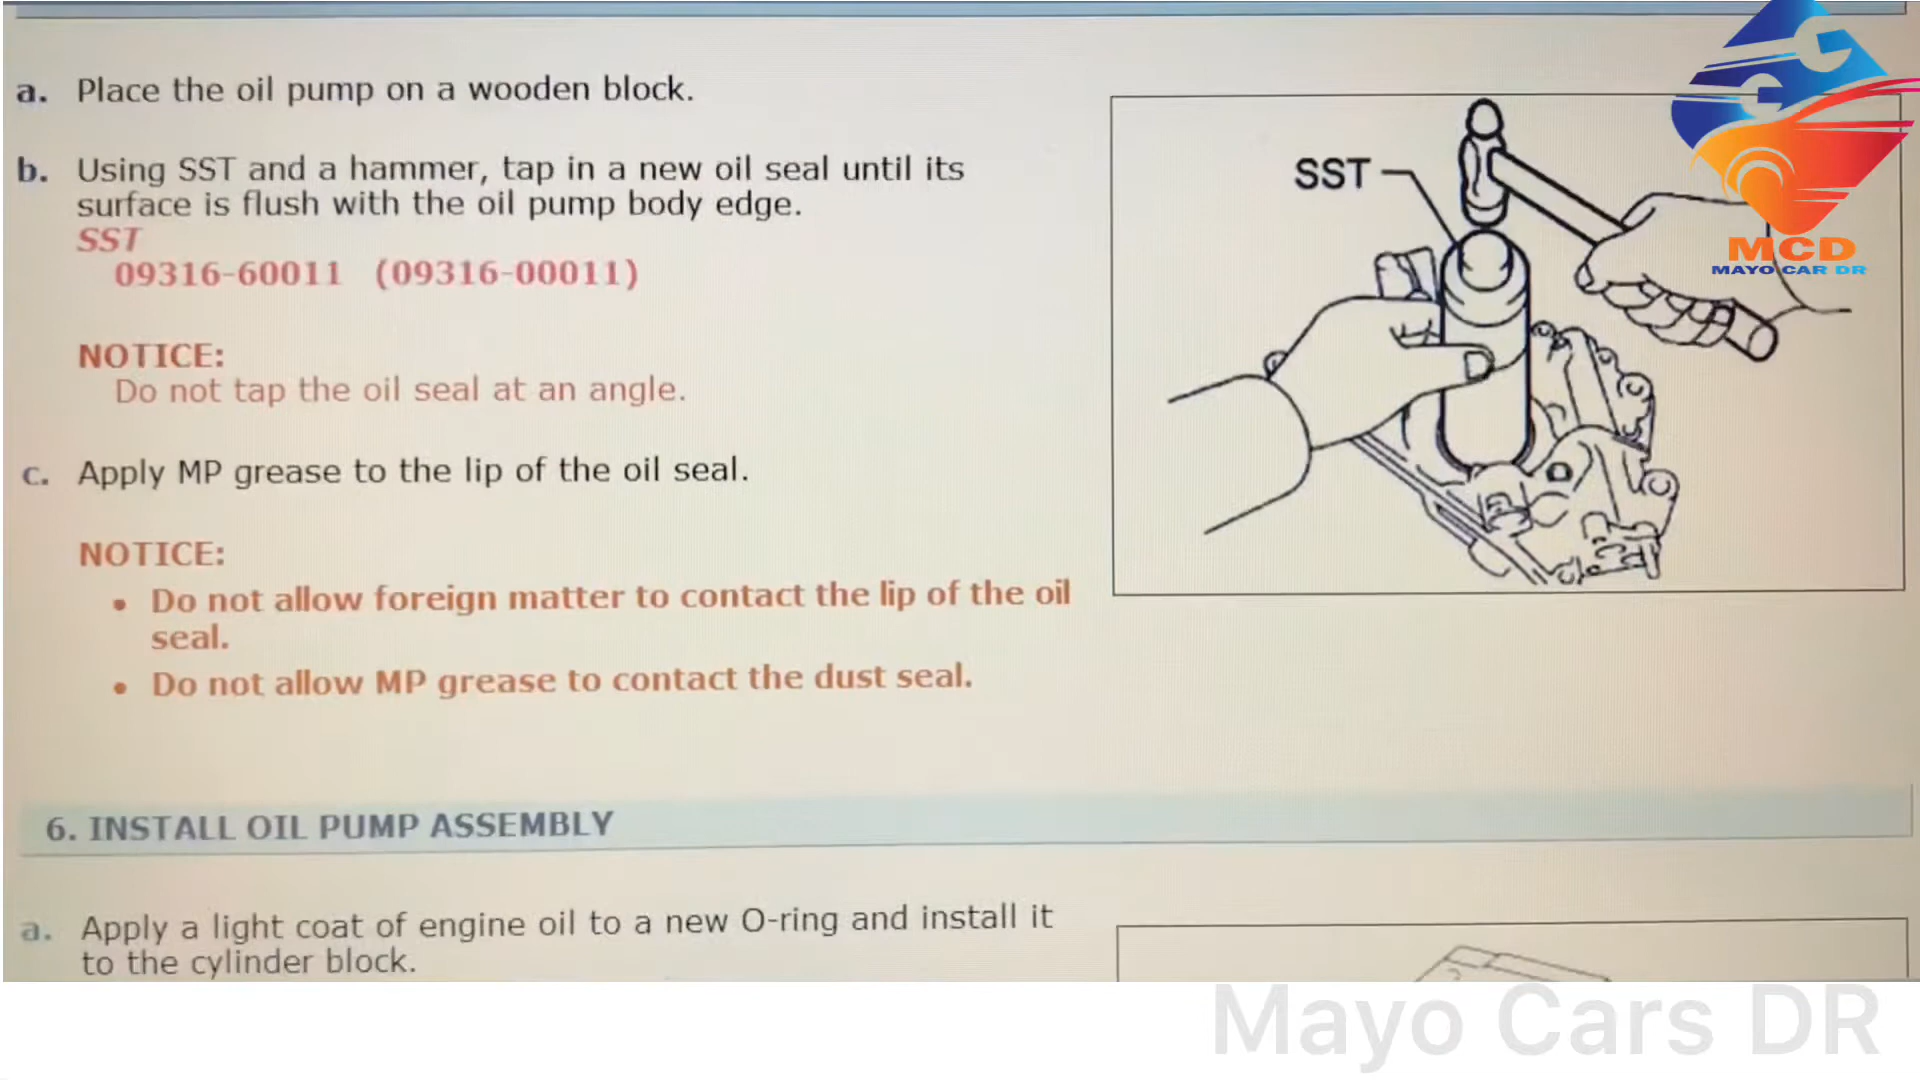 a. Place the oil pump on a wooden block.
b. Using SST and a hammer, tap in a new oil seal until its
surface is flush with the oil pump body edge.
SST
09316-60011 (09316-00011)
NOTICE:
Do not tap the oil seal at an angle.
c. Apply MP grease to the lip of the oil seal.
NOTICE:
• Do not allow foreign matter to contact the lip of the oil
seal.
• Do not allow MP grease to contact the dust seal.
SST
MCD
MAYO CAR DR
6. INSTALL OIL PUMP ASSEMBLY
a. Apply a light coat of engine oil to a new O-ring and install it
to the cylinder block.
Mayo Cars DR